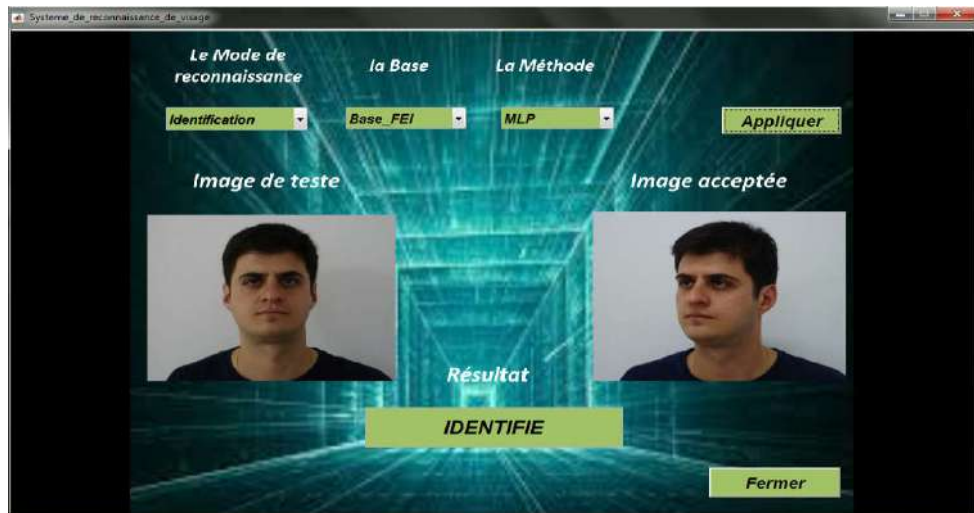 Systeme_de_reconnaissance_de_visage
Le Mode de
reconnaissance
la Base
La Méthode
Identification
Base_FEI
MLP
Appliquer
Image de teste
Image acceptée
Résultat
IDENTIFIE
Fermer